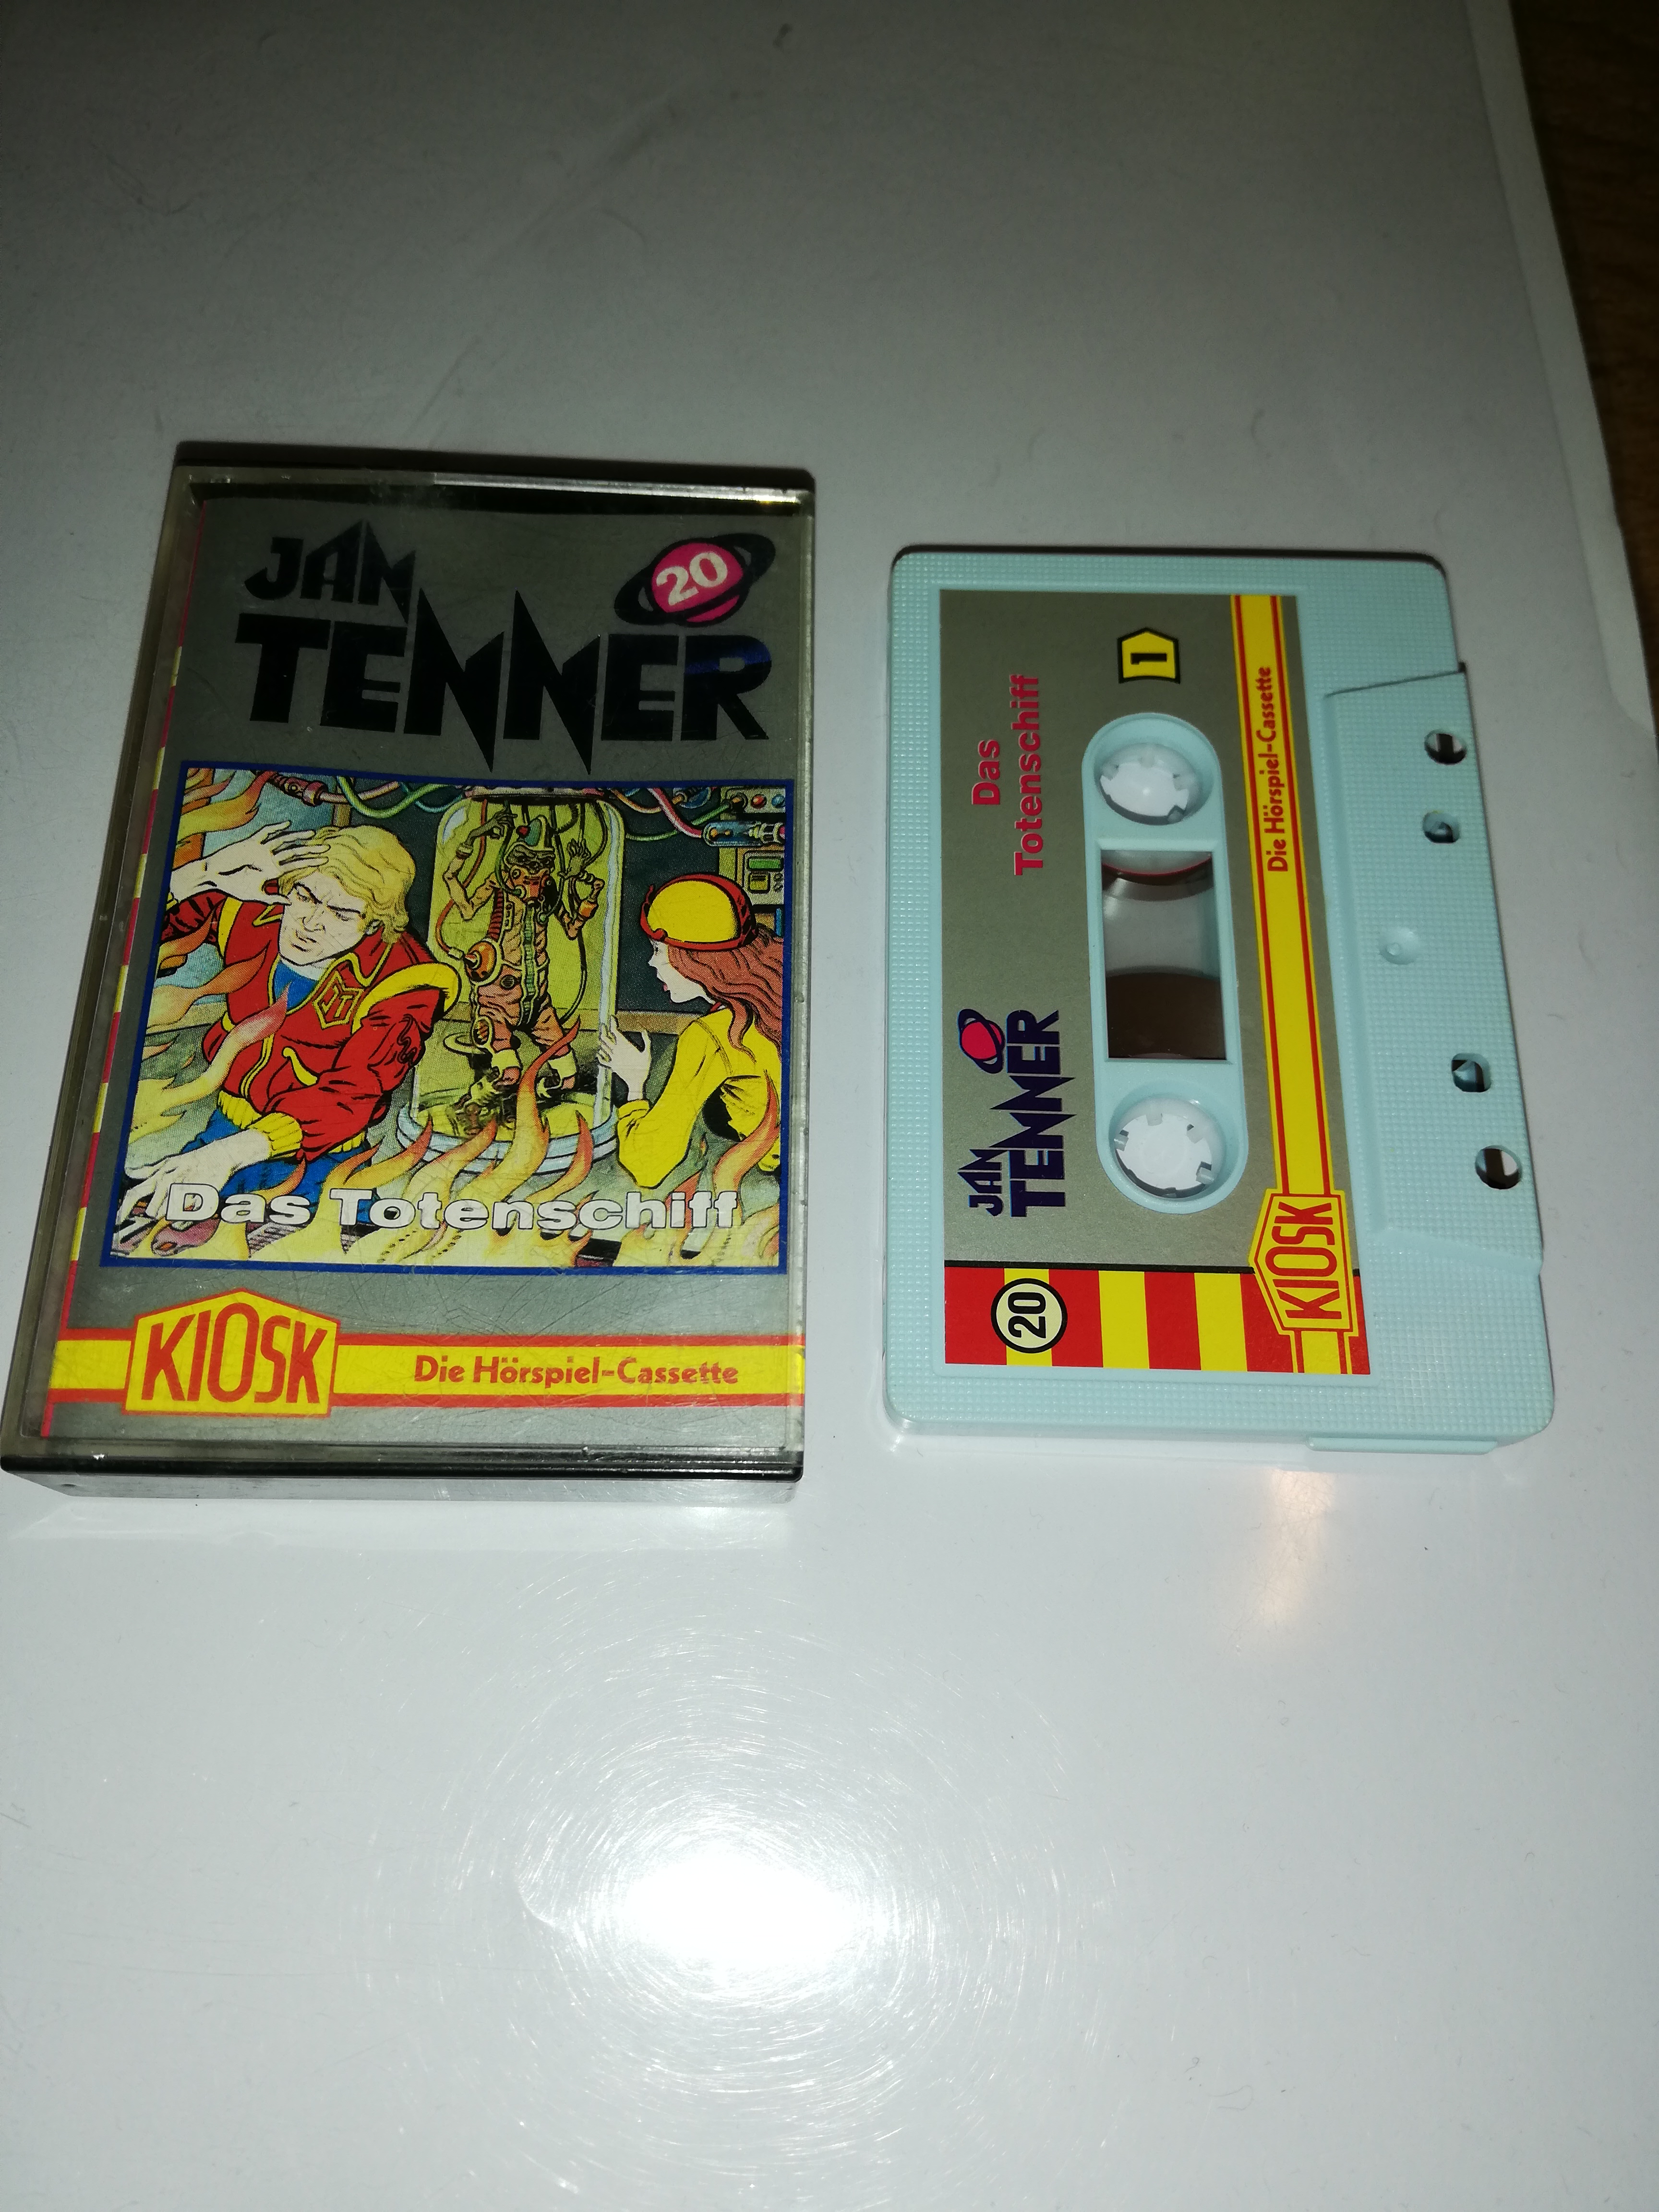 JAN
TENNER
20
JT
Das Totenschiff
KIOSK
Die Hörspiel-Cassette
20
JAN
TENNER
Das
Totenschiff
1
KIOSK
Die Hörspiel-Cassette